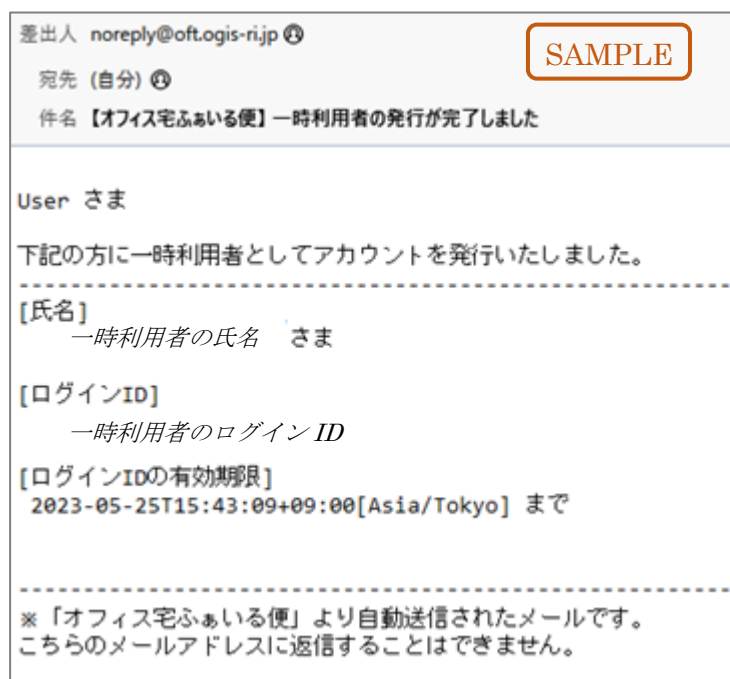 差出人 noreply@oft.ogis-ri.jp
SAMPLE
宛先 (自分)
件名 【オフィス宅ふぁいる便】一時利用者の発行が完了しました
User さま
下記の方に一時利用者としてアカウントを発行いたしました。
------------------------------------------------------
[氏名]
一時利用者の氏名 さま
[ログインID]
一時利用者のログイン ID
[ログインIDの有効期限]
2023-05-25T15:43:09+09:00[Asia/Tokyo] まで
------------------------------------------------------
※「オフィス宅ふぁいる便」より自動送信されたメールです。
こちらのメールアドレスに返信することはできません。